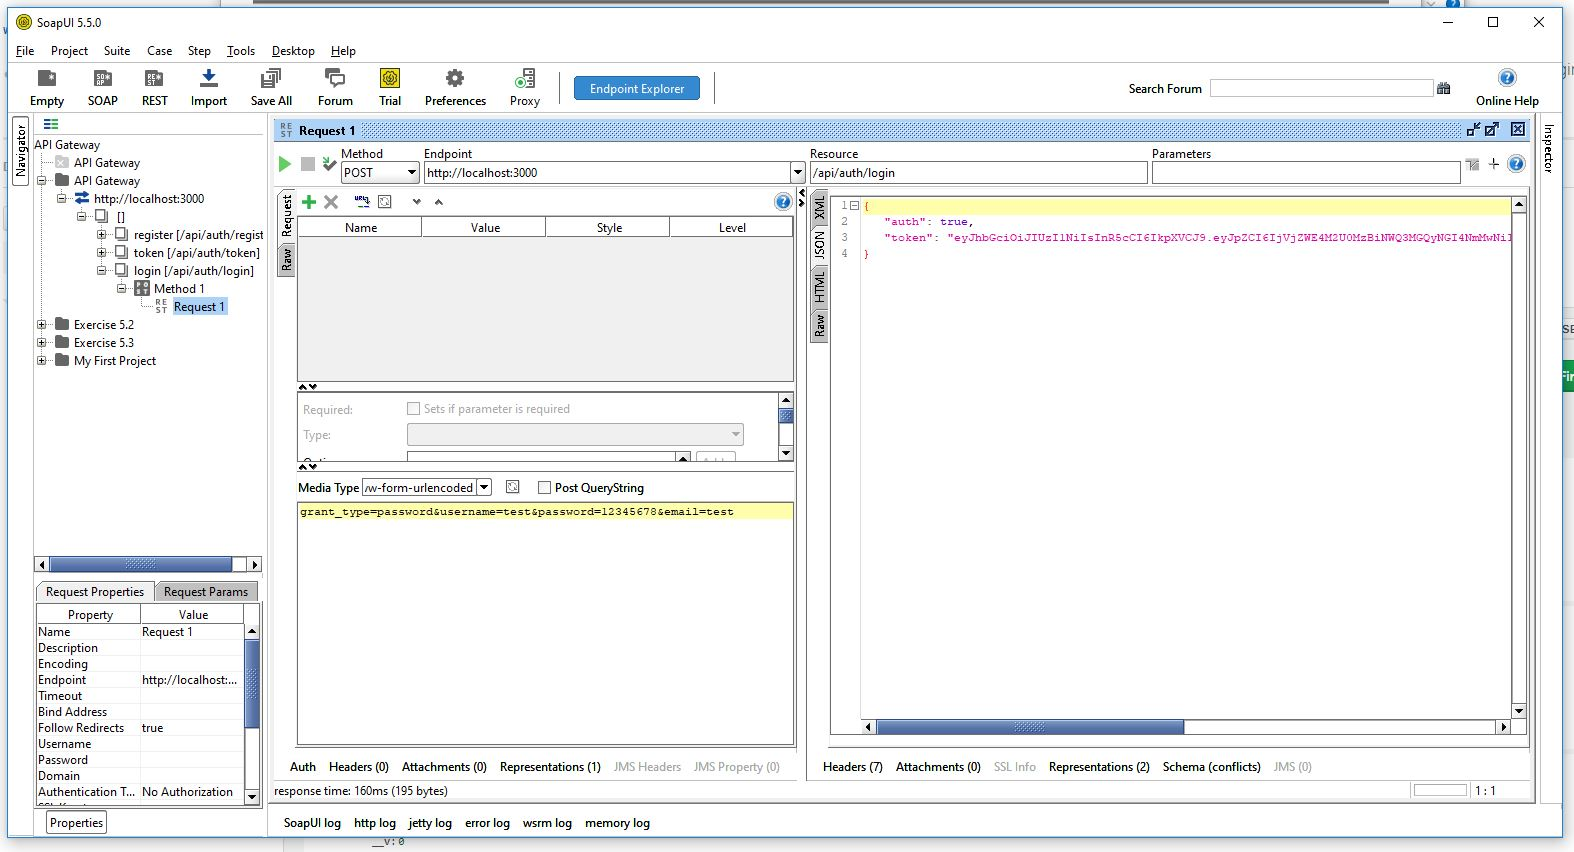 SoapUI 5.5.0
File Project Suite Case Step Tools Desktop Help
Empty SOAP REST Import Save All Forum Trial Preferences Proxy Endpoint Explorer Search Forum Online Help
Navigator
API Gateway
API Gateway
API Gateway
http://localhost:3000
[]
register [/api/auth/regist
token [/api/auth/token]
login [/api/auth/login]
Method 1
Request 1
Exercise 5.2
Exercise 5.3
My First Project
Request Properties Request Params
Property Value
Name Request 1
Description
Encoding
Endpoint http://localhost:...
Timeout
Bind Address
Follow Redirects true
Username
Password
Domain
Authentication T... No Authorization
Properties
Request 1
Method Endpoint Resource Parameters
POST http://localhost:3000 /api/auth/login
Request
Raw
Name Value Style Level
Required: Sets if parameter is required
Type:
Media Type /w-form-urlencoded Post QueryString
grant_type=password&username=test&password=12345678&email=test
Auth Headers (0) Attachments (0) Representations (1) JMS Headers JMS Property (0)
XML
JSON
HTML
Raw
1 {
2 "auth": true,
3 "token": "eyJhbGciOiJIUzI1NiIsInR5cCI6IkpXVCJ9.eyJpZCI6IjVjZWE4M2U0MzBiNWQ3MGQyNGI4NmMwNiI
4 }
Headers (7) Attachments (0) SSL Info Representations (2) Schema (conflicts) JMS (0)
response time: 160ms (195 bytes) 1 : 1
SoapUI log http log jetty log error log wsrm log memory log
Inspector
__v: 0